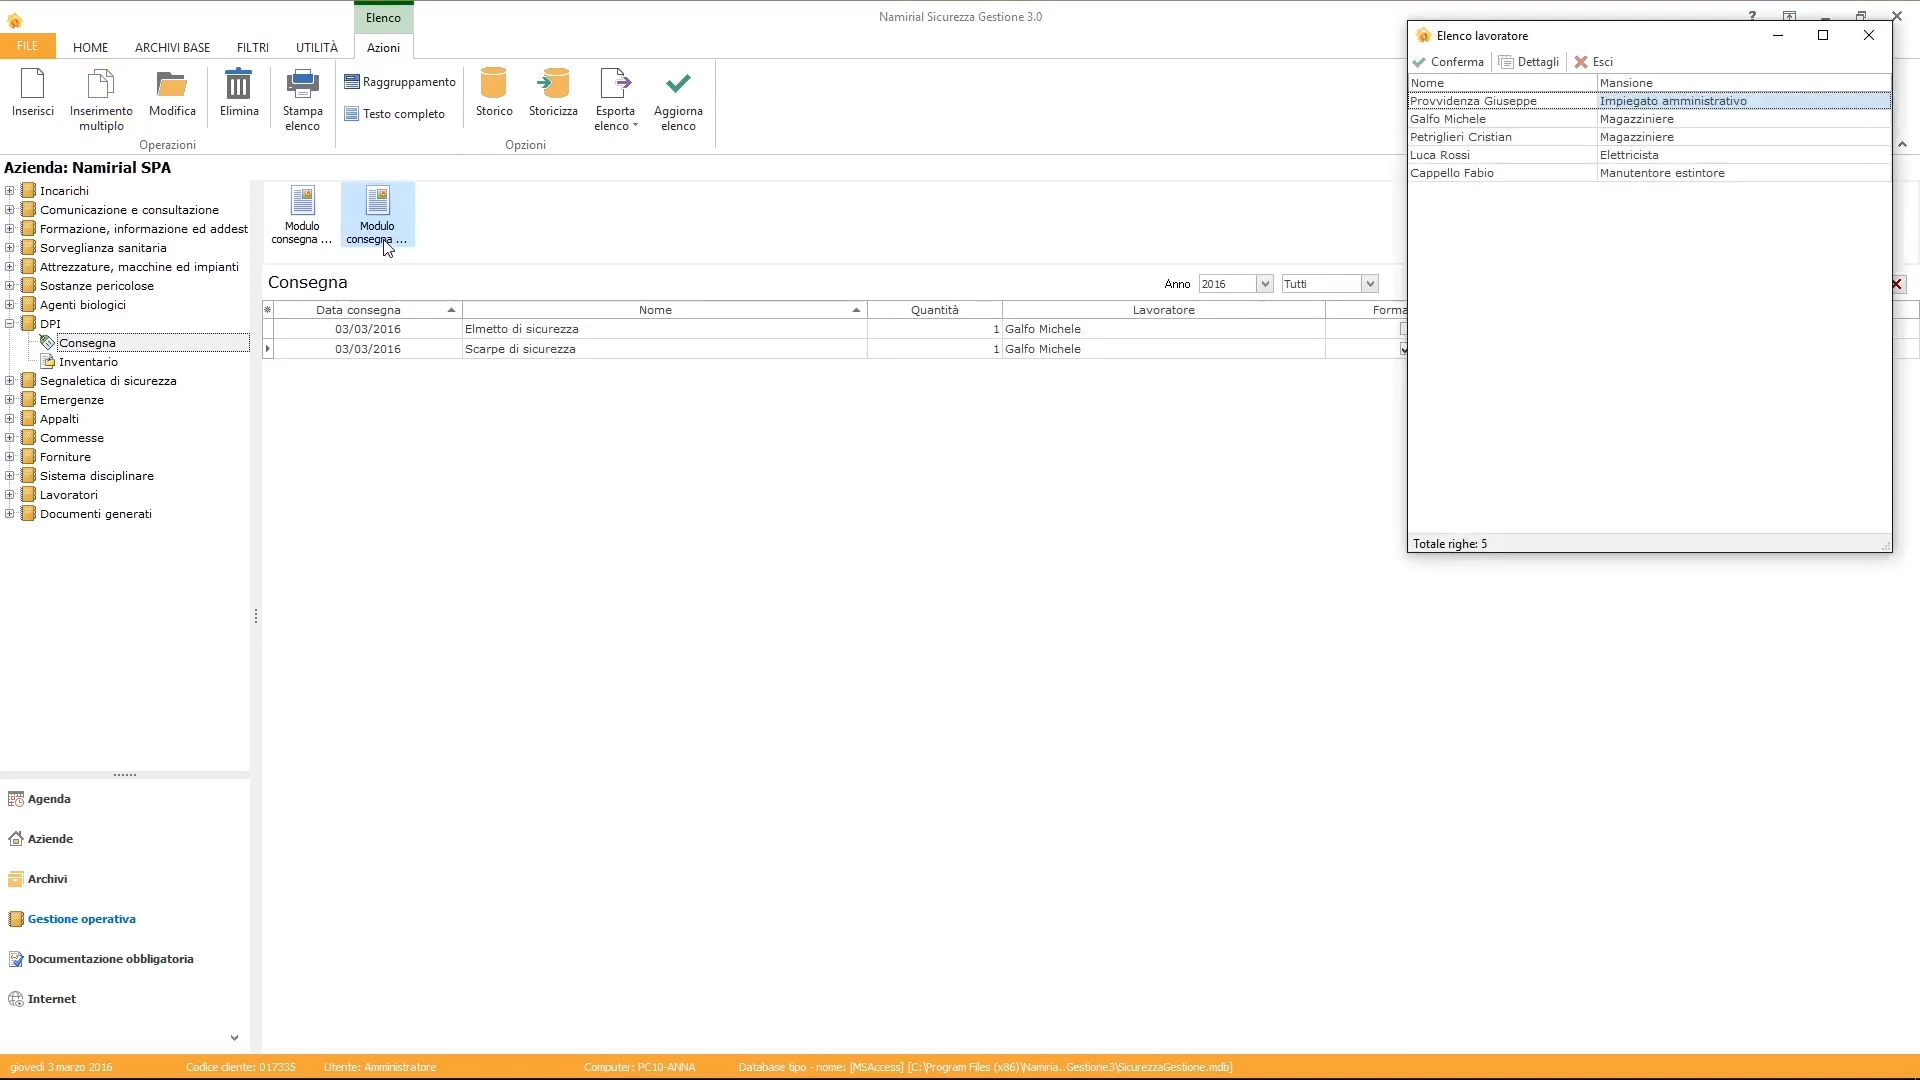 Elenco
Namirial Sicurezza Gestione 3.0
?
FILE
HOME
ARCHIVI BASE
FILTRI
UTILITÀ
Azioni
Inserisci
Inserimento
multiplo
Modifica
Elimina
Stampa
elenco
Raggruppamento
Testo completo
Storico
Storicizza
Esporta
elenco
Aggiorna
elenco
Operazioni
Opzioni
Azienda: Namirial SPA
Incarichi
Comunicazione e consultazione
Formazione, informazione ed addest
Sorveglianza sanitaria
Attrezzature, macchine ed impianti
Sostanze pericolose
Agenti biologici
DPI
Consegna
Inventario
Segnaletica di sicurezza
Emergenze
Appalti
Commesse
Forniture
Sistema disciplinare
Lavoratori
Documenti generati
Agenda
Aziende
Archivi
Gestione operativa
Documentazione obbligatoria
Internet
Modulo
consegna ...
Modulo
consegna ...
Consegna
Anno 2016 Tutti
Data consegna Nome Quantità Lavoratore Forma
03/03/2016 Elmetto di sicurezza 1 Galfo Michele
03/03/2016 Scarpe di sicurezza 1 Galfo Michele
Elenco lavoratore
Conferma Dettagli Esci
Nome Mansione
Provvidenza Giuseppe Impiegato amministrativo
Galfo Michele Magazziniere
Petriglieri Cristian Magazziniere
Luca Rossi Elettricista
Cappello Fabio Manutentore estintore
Totale righe: 5
giovedì 3 marzo 2016 Codice cliente: 017335 Utente: Amministratore Computer: PC10-ANNA Database tipo - nome: [MSAccess] [C:\Program Files (x86)\Namiria..Gestione3\SicurezzaGestione.mdb]